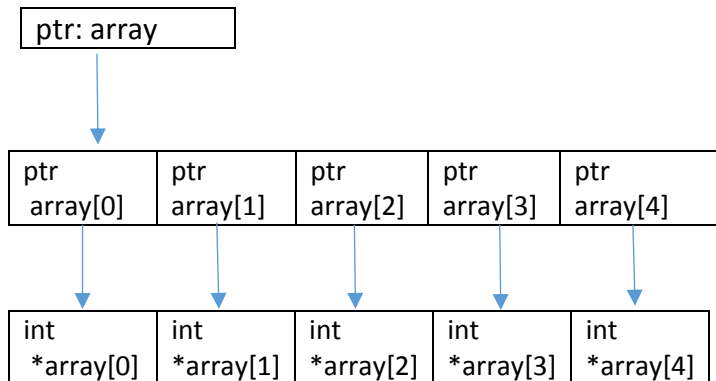 ptr: array
ptr ptr ptr ptr ptr
array[0] array[1] array[2] array[3] array[4]
int int int int int
*array[0] *array[1] *array[2] *array[3] *array[4]